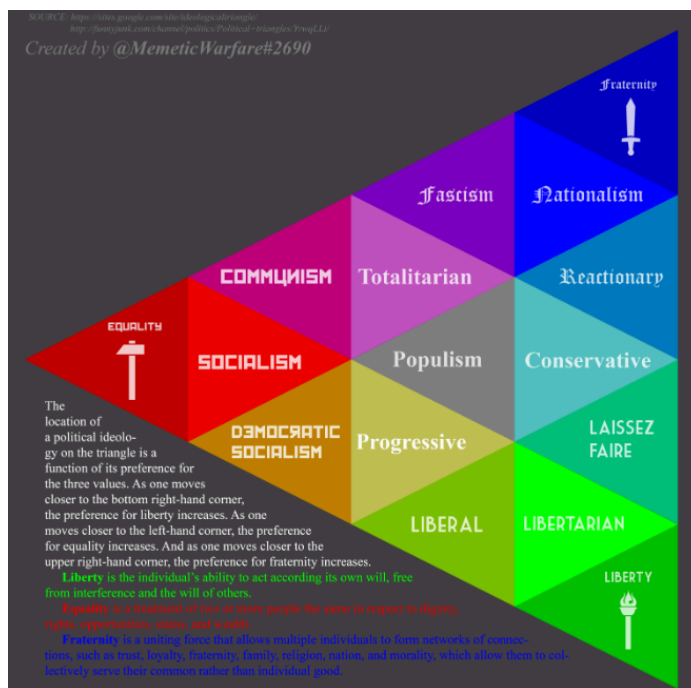 SOURCE: https://sites.google.com/site/ideologicaltriangle/
http://funnyjunk.com/channel/politics/Political-triangles/
Created by @MemeticWarfare#2690
Fraternity
Fascism
Nationalism
COMMUNISM
Totalitarian
Reactionary
EQUALITY
SOCIALISM
Populism
Conservative
DEMOCRATIC
SOCIALISM
Progressive
LAISSEZ
FAIRE
LIBERAL
LIBERTARIAN
LIBERTY
The
location of
a political ideolo-
gy on the triangle is a
function of its preference for
the three values. As one moves
closer to the bottom right-hand corner,
the preference for liberty increases. As one
moves closer to the left-hand corner, the preference
for equality increases. And as one moves closer to the
upper right-hand corner, the preference for fraternity increases.
Liberty is the individual's ability to act according its own will, free
from interference and the will of others.
Equality is a treatment of two or more people the same in respect to dignity,
rights, opportunities, status, and wealth.
Fraternity is a uniting force that allows multiple individuals to form networks of connec-
tions, such as trust, loyalty, fraternity, family, religion, nation, and morality, which allow them to col-
lectively serve their common rather than individual good.